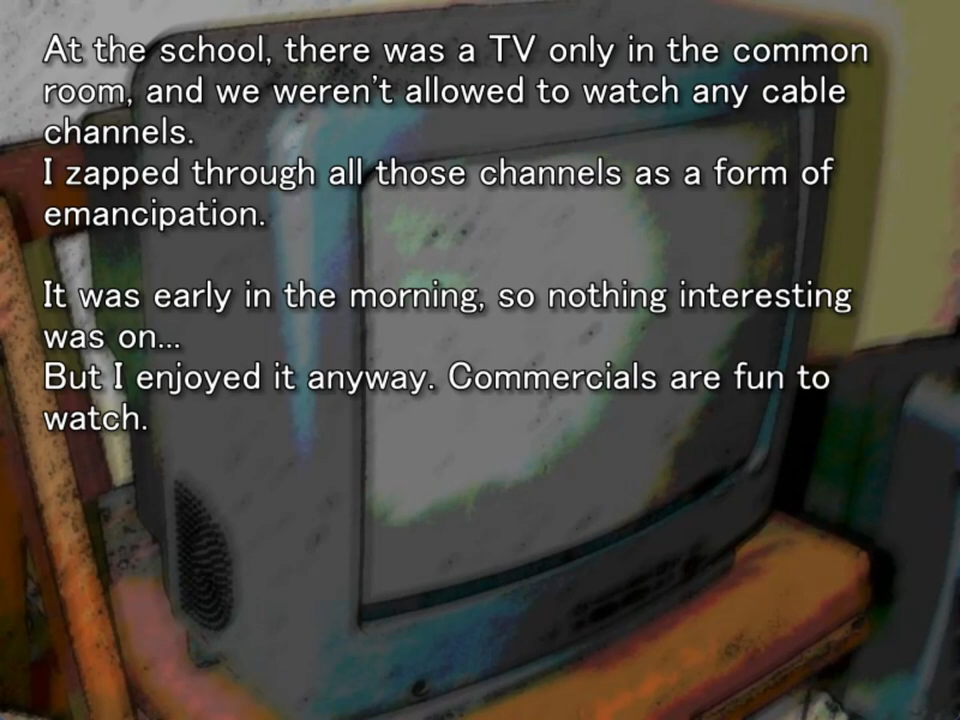 At the school, there was a TV only in the common
room, and we weren't allowed to watch any cable
channels.
I zapped through all those channels as a form of
emancipation.
It was early in the morning, so nothing interesting
was on...
But I enjoyed it anyway. Commercials are fun to
watch.